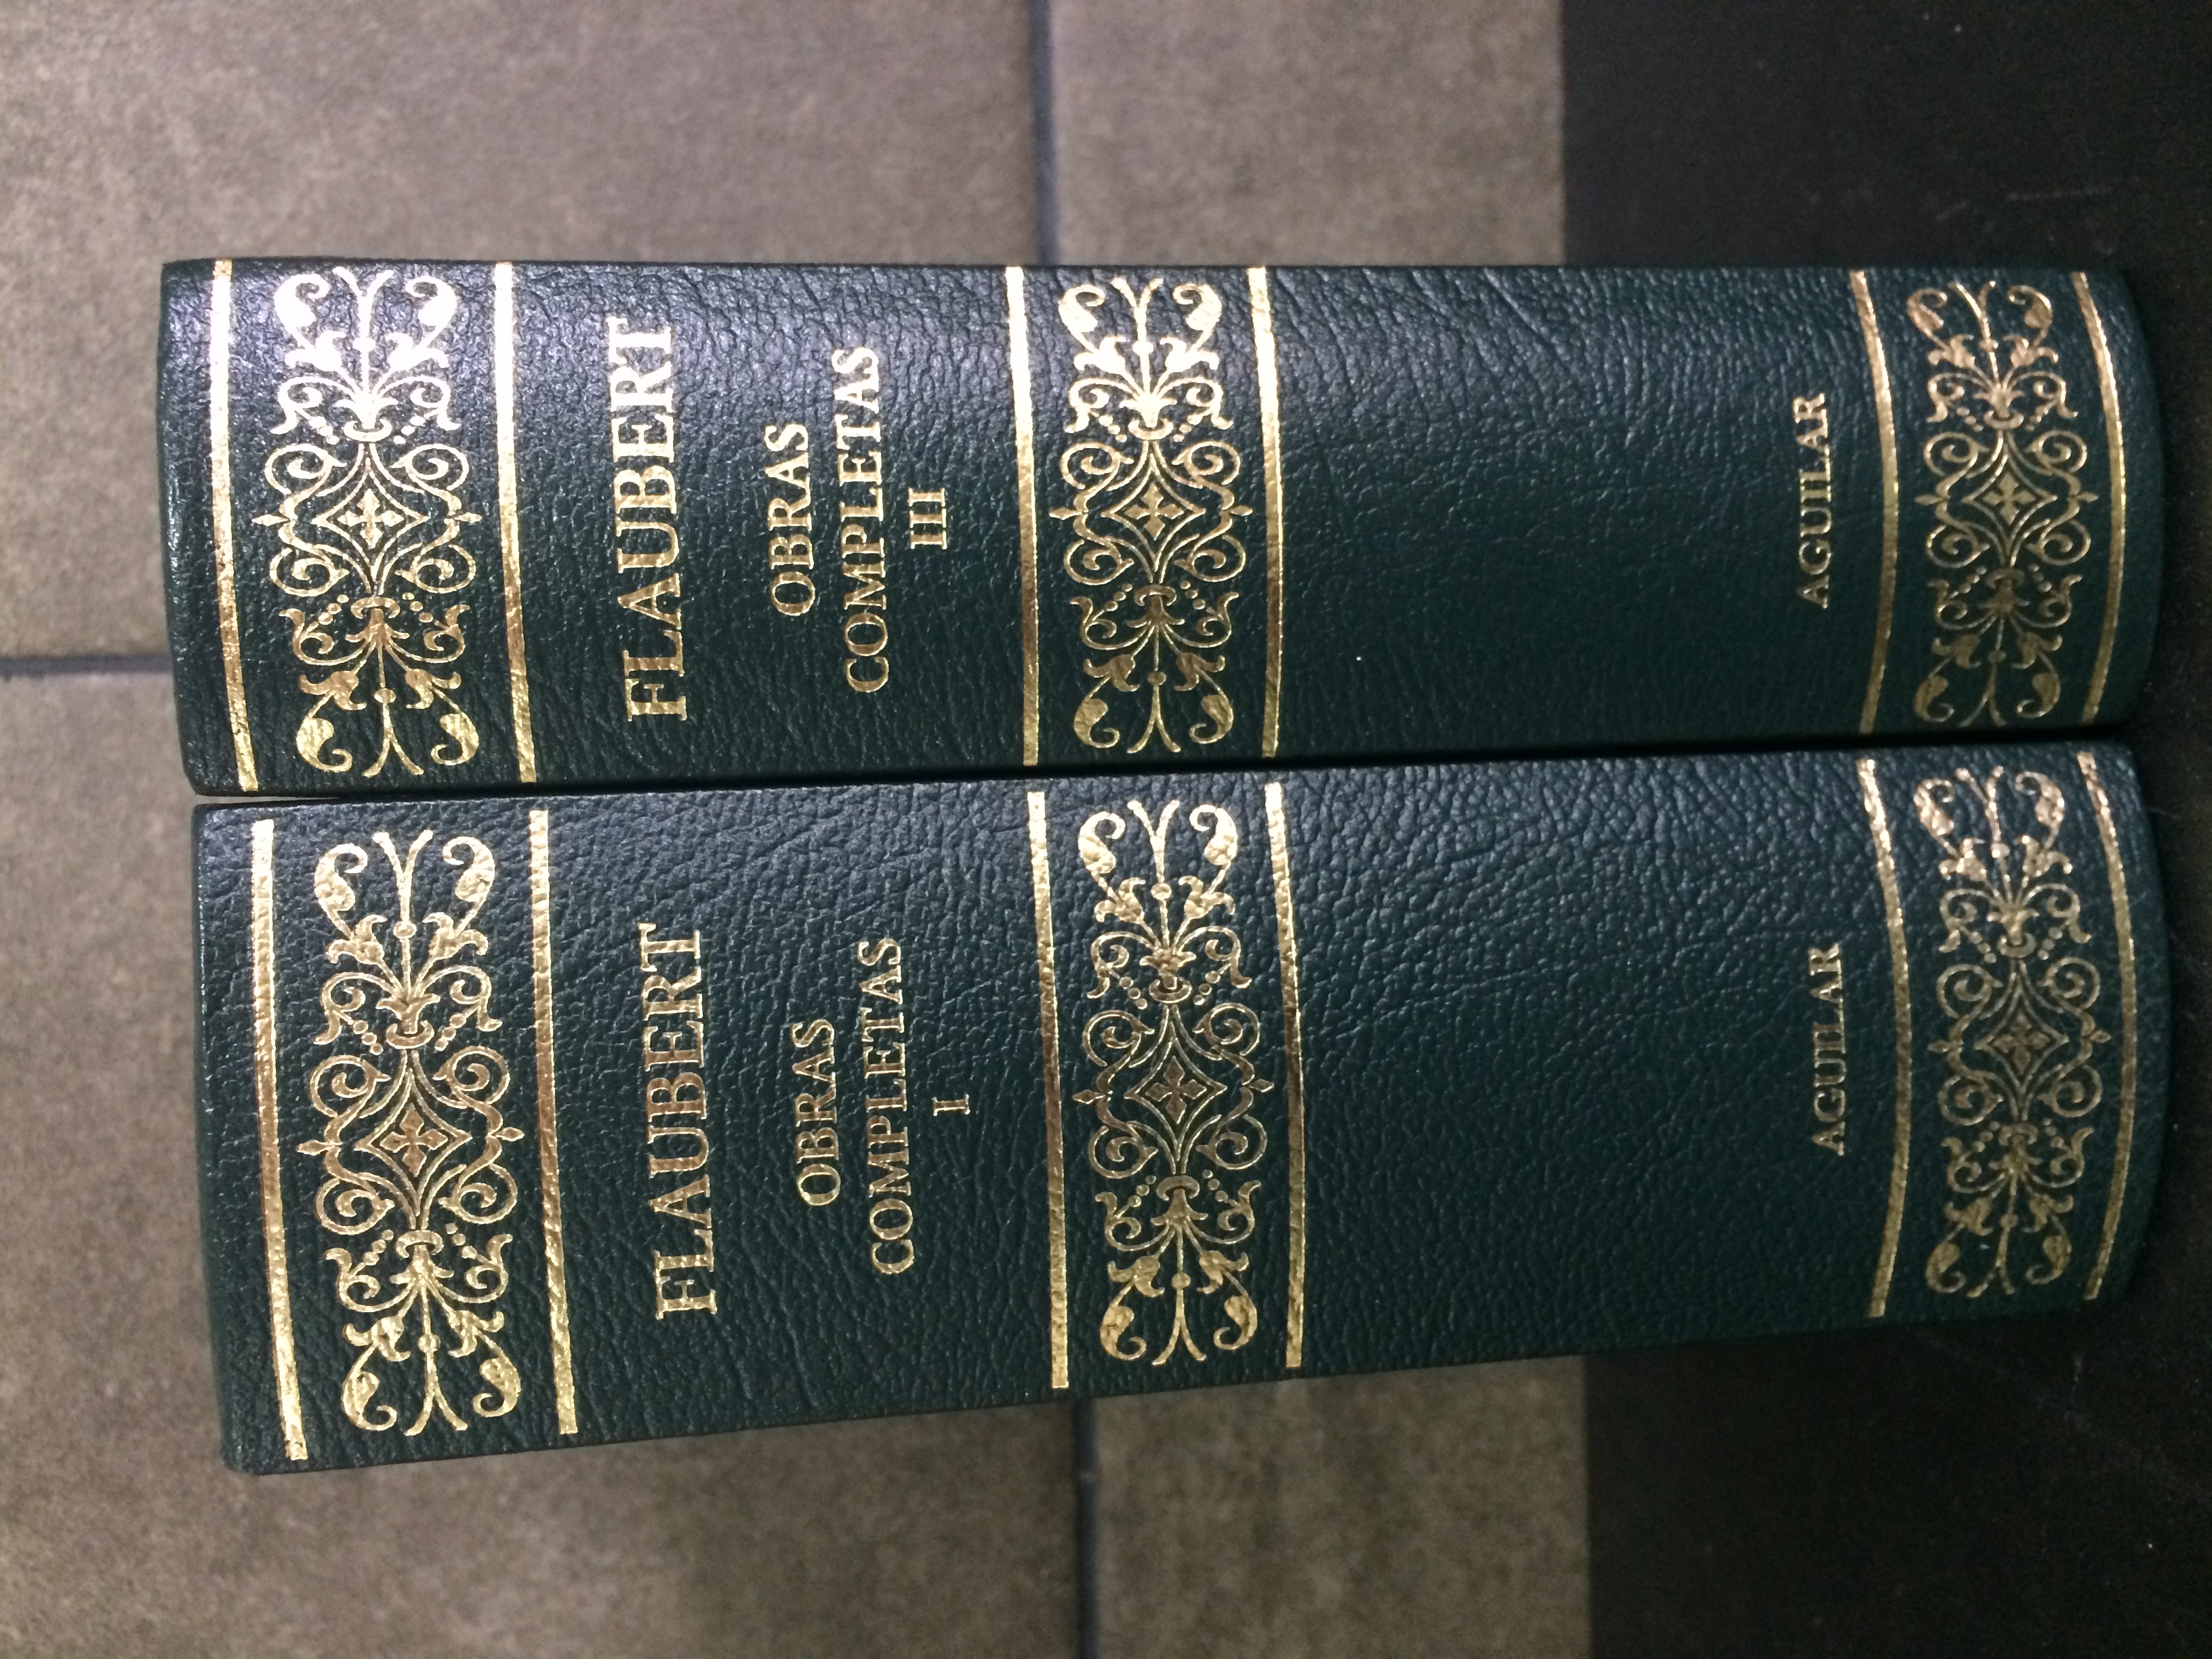 FLAUBERT
OBRAS
COMPLETAS
I
AGUILAR
FLAUBERT
OBRAS
COMPLETAS
III
AGUILAR